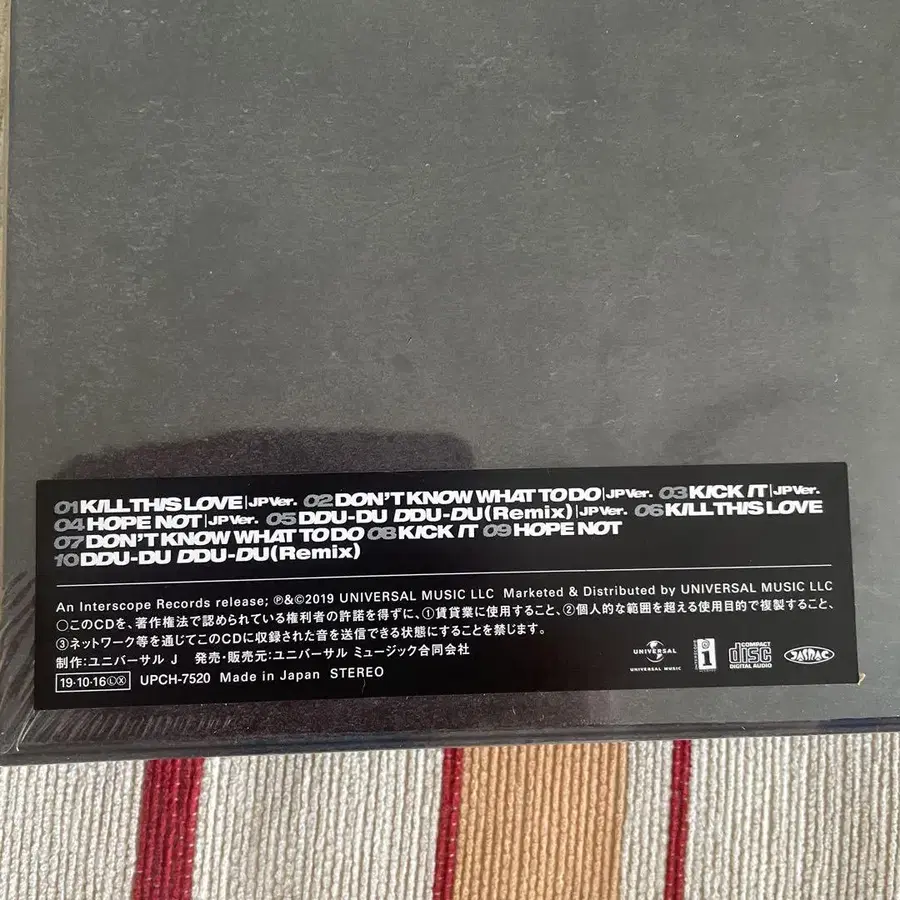 01 KILL THIS LOVE | JP Ver. 02 DON'T KNOW WHAT TO DO | JP Ver. 03 KICK IT | JP Ver.
04 HOPE NOT | JP Ver. 05 DDU-DU DDU-DU (Remix) | JP Ver. 06 KILL THIS LOVE
07 DON'T KNOW WHAT TO DO 08 KICK IT 09 HOPE NOT
10 DDU-DU DDU-DU (Remix)
An Interscope Records release; ℗&©2019 UNIVERSAL MUSIC LLC Marketed & Distributed by UNIVERSAL MUSIC LLC
○このCDを、著作権法で認められている権利者の許諾を得ずに、①賃貸業に使用すること、②個人的な範囲を超える使用目的で複製すること、
③ネットワーク等を通じてこのCDに収録された音を送信できる状態にすることを禁じます。
制作：ユニバーサル J 発売・販売元：ユニバーサル ミュージック合同会社
19·10·16 Ⓛ Ⓧ UPCH-7520 Made in Japan STEREO
UNIVERSAL
UNIVERSAL MUSIC
INTERSCOPE
i
COMPACT
disc
DIGITAL AUDIO
JASRAC